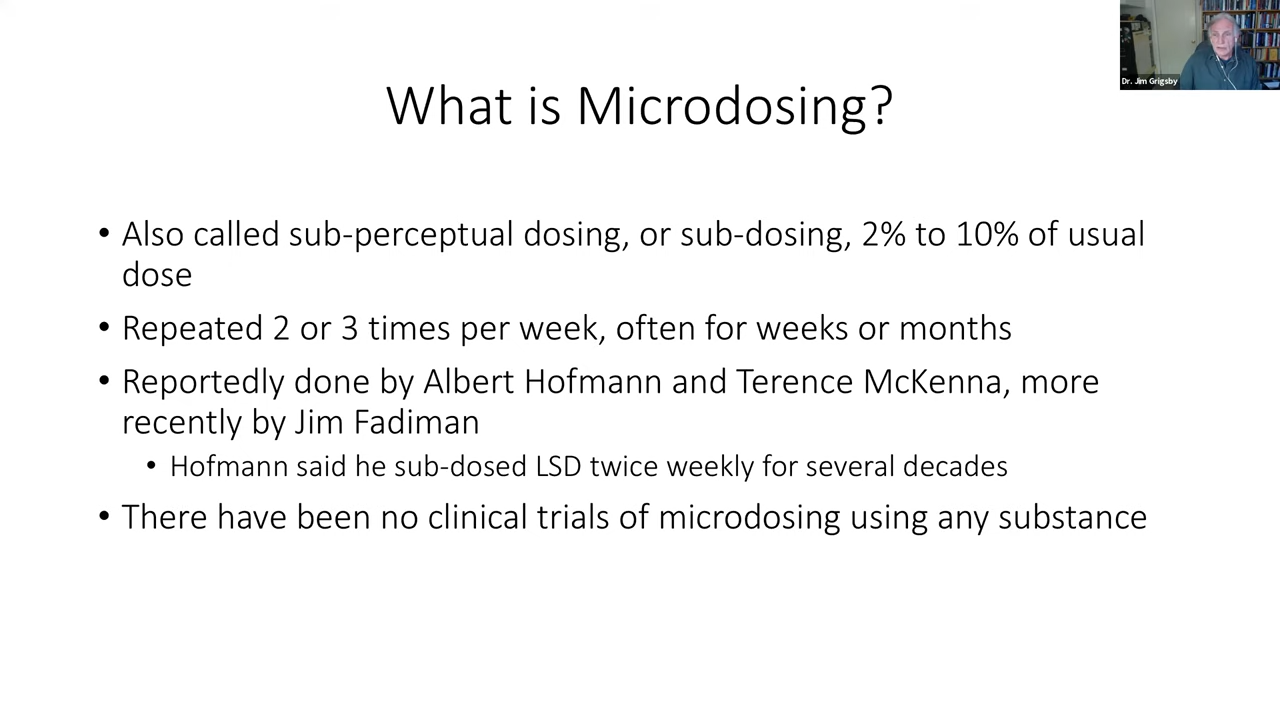 Dr. Jim Grigsby
What is Microdosing?
• Also called sub-perceptual dosing, or sub-dosing, 2% to 10% of usual
dose
• Repeated 2 or 3 times per week, often for weeks or months
• Reportedly done by Albert Hofmann and Terence McKenna, more
recently by Jim Fadiman
• Hofmann said he sub-dosed LSD twice weekly for several decades
• There have been no clinical trials of microdosing using any substance